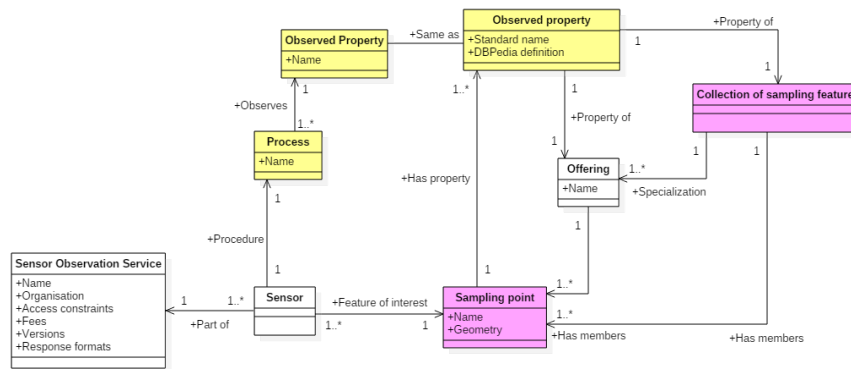 Observed property
+Standard name
+DBPedia definition
+Property of
1
1
Observed Property
+Name
+Same as
1
1..*
1
+Property of
1
Collection of sampling feature
1
1
+Observes
1..*
Process
+Name
1
+Has property
Offering
+Name
1..*
+Specialization
1
+Procedure
1
1
1..*
Sensor Observation Service
+Name
+Organisation
+Access constraints
+Fees
+Versions
+Response formats
1
1..*
+Part of
Sensor
+Feature of interest
1..*
1
Sampling point
+Name
+Geometry
1..*
+Has members
+Has members